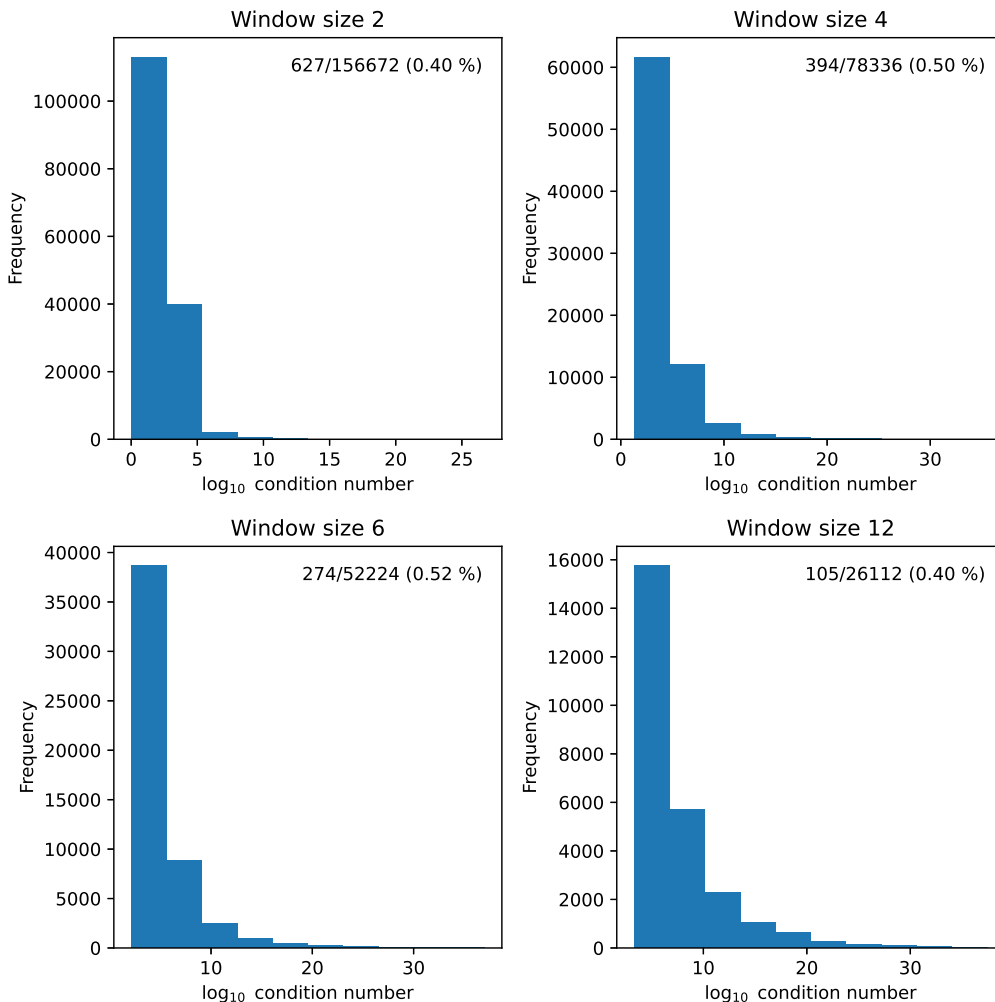 Window size 2
627/156672 (0.40 %)
100000
80000
60000
40000
20000
0
Frequency
0 5 10 15 20 25
log₁₀ condition number
Window size 4
394/78336 (0.50 %)
60000
50000
40000
30000
20000
10000
0
Frequency
0 10 20 30
log₁₀ condition number
Window size 6
274/52224 (0.52 %)
40000
35000
30000
25000
20000
15000
10000
5000
0
Frequency
10 20 30
log₁₀ condition number
Window size 12
105/26112 (0.40 %)
16000
14000
12000
10000
8000
6000
4000
2000
0
Frequency
10 20 30
log₁₀ condition number